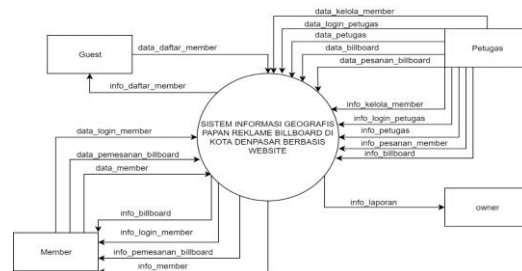 data_kelola_member
data_login_petugas
data_petugas
data_billboard
data_pesanan_billboard
Guest
data_daftar_member
info_daftar_member
Petugas
SISTEM INFORMASI GEOGRAFIS
PAPAN REKLAME BILLBOARD DI
KOTA DENPASAR BERBASIS
WEBSITE
info_kelola_member
info_login_petugas
info_petugas
info_pesanan_member
info_billboard
data_login_member
data_pemesanan_billboard
data_member
info_laporan
owner
Member
info_billboard
info_login_member
info_pemesanan_billboard
info_member